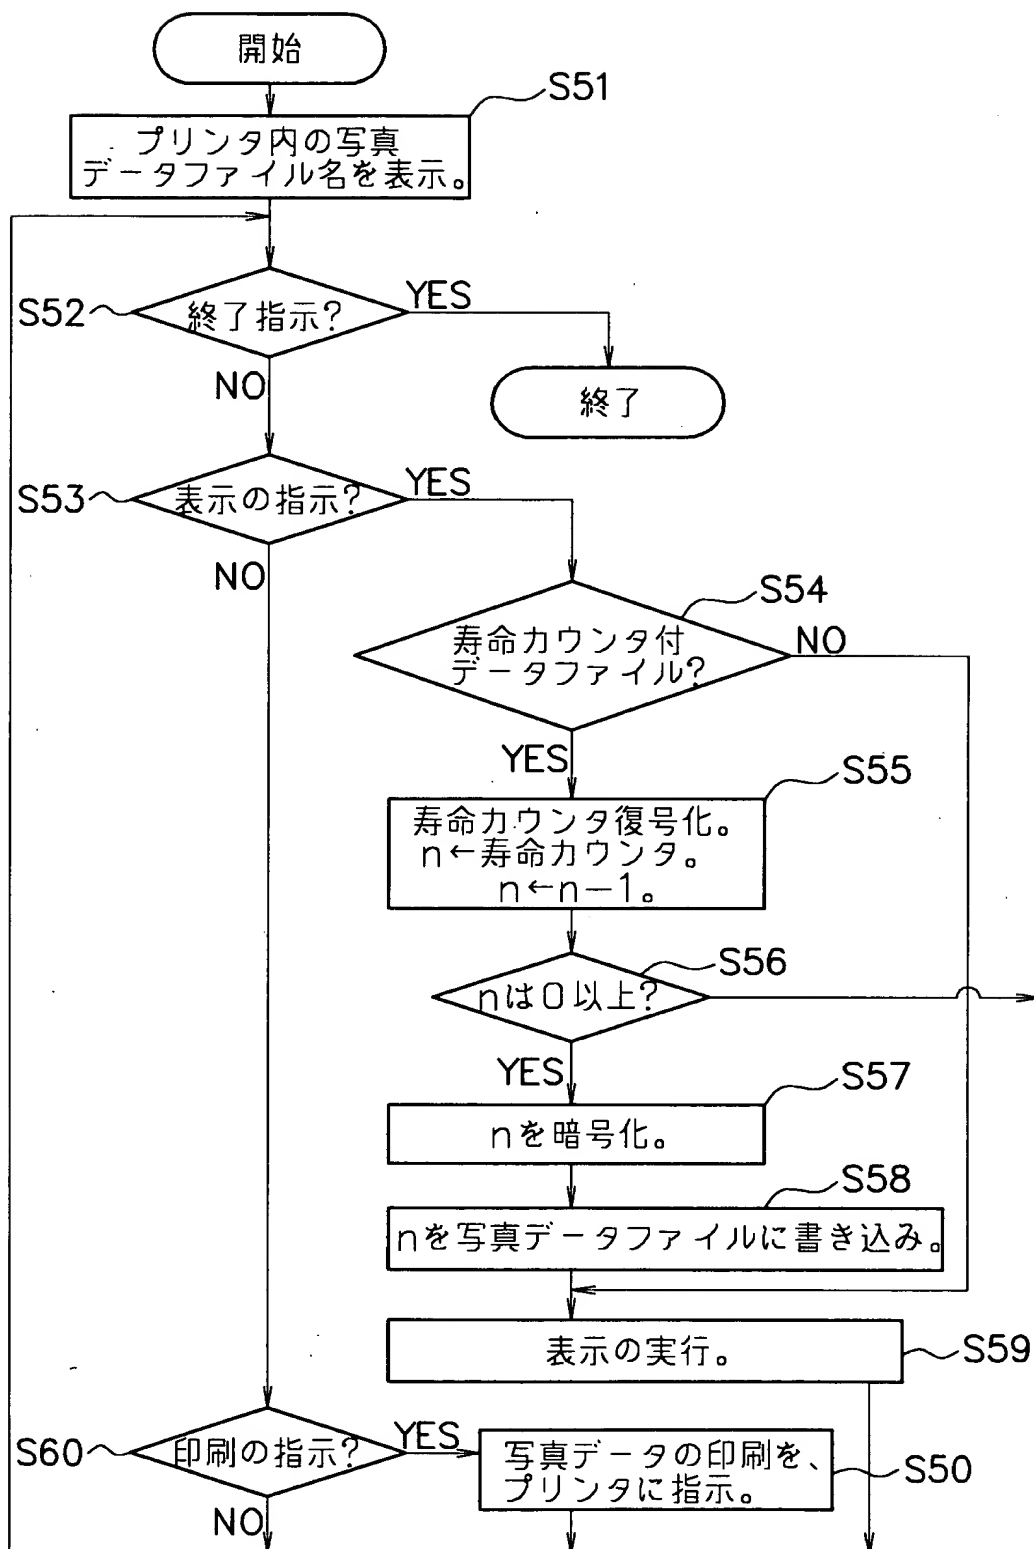 開始
S51
プリンタ内の写真
データファイル名を表示。
S52
終了指示?
YES
NO
終了
S53
表示の指示?
YES
NO
S54
寿命カウンタ付
データファイル?
NO
YES
S55
寿命カウンタ復号化。
n←寿命カウンタ。
n←n－1。
S56
nは0以上?
YES
S57
nを暗号化。
S58
nを写真データファイルに書き込み。
表示の実行。
S59
S60
印刷の指示?
YES
写真データの印刷を、
プリンタに指示。
S50
NO